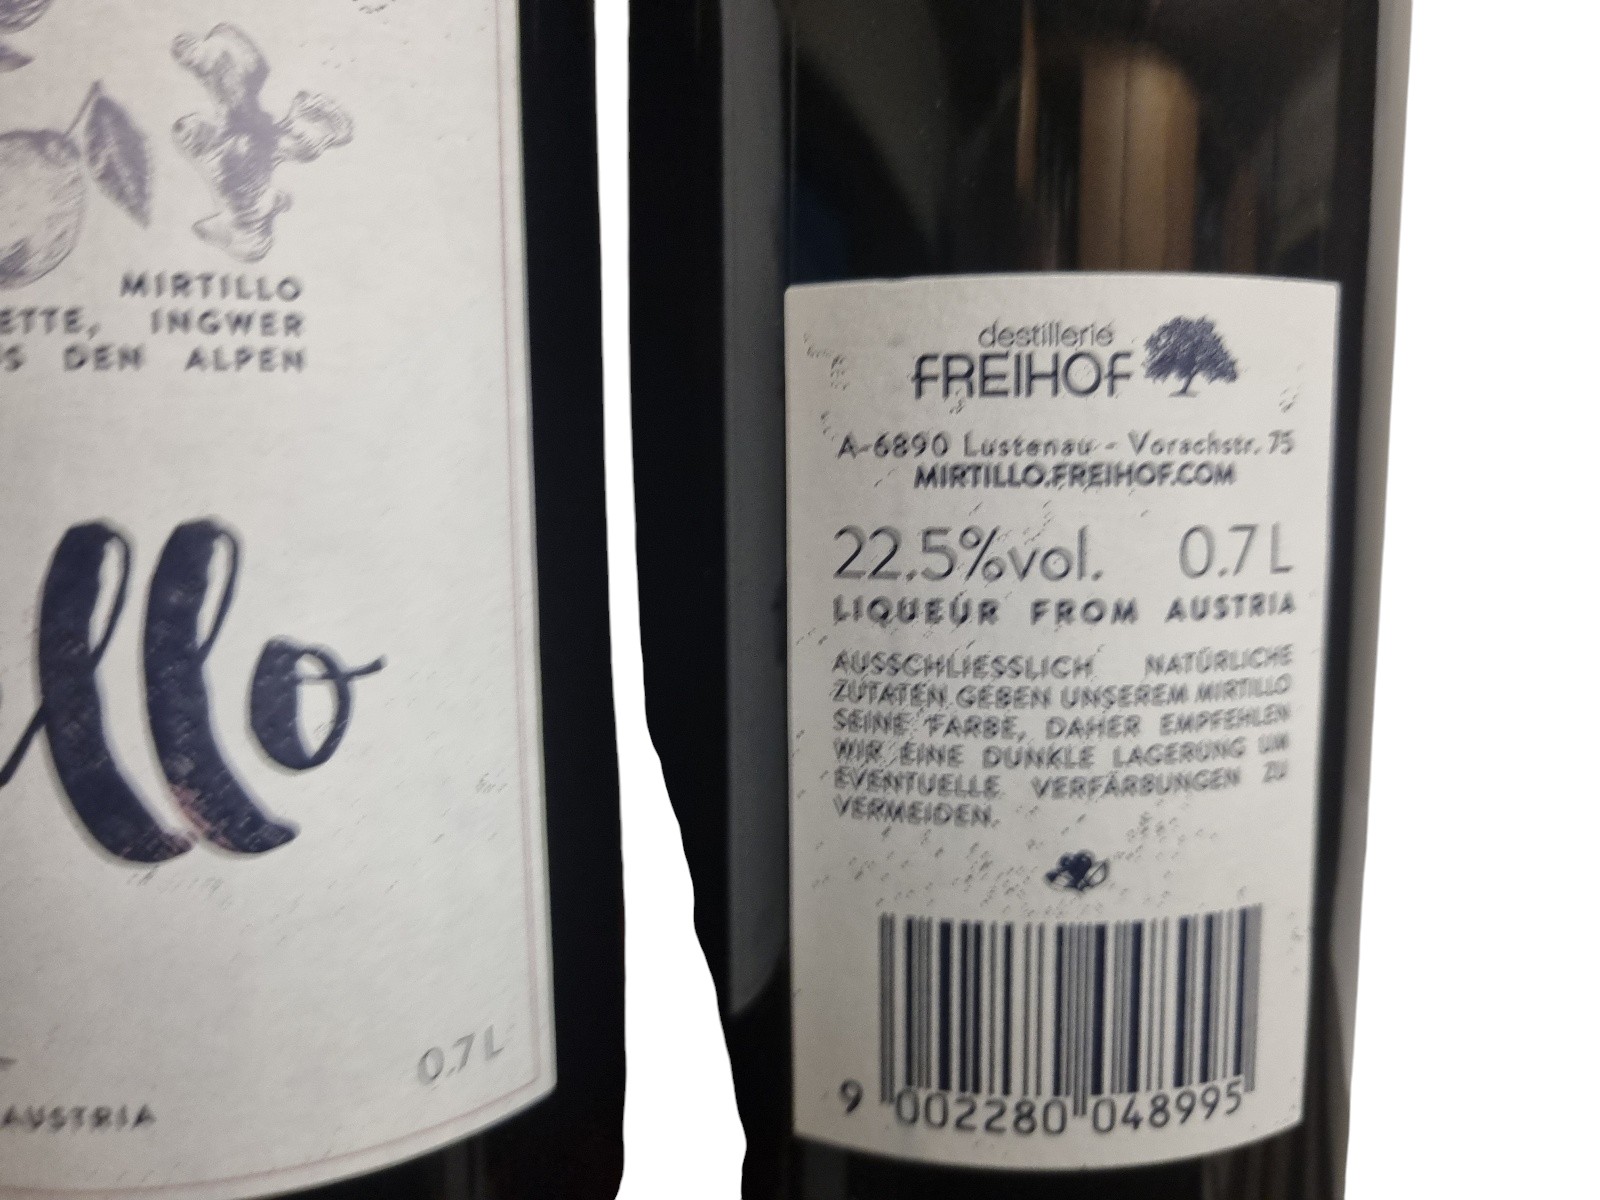 MIRTILLO
ETTE, INGWER
S DEN ALPEN
llo
0.7 L
AUSTRIA
destillerie
FREIHOF
A-6890 Lustenau - Vorachstr. 75
MIRTILLO.FREIHOF.COM
22.5%vol. 0.7 L
LIQUEUR FROM AUSTRIA
AUSSCHLIESSLICH NATÜRLICHE
ZUTATEN GEBEN UNSEREM MIRTILLO
SEINE FARBE, DAHER EMPFEHLEN
WIR EINE DUNKLE LAGERUNG UM
EVENTUELLE VERFÄRBUNGEN ZU
VERMEIDEN.
9 002280 048995